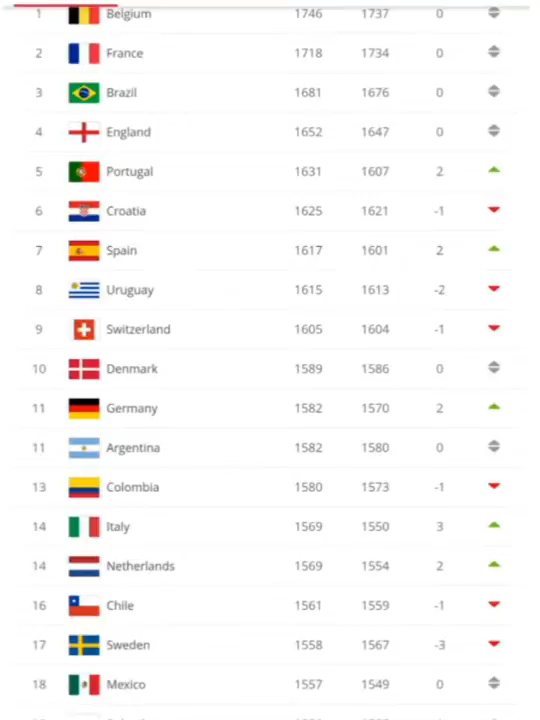 1 Belgium 1746 1737 0
2 France 1718 1734 0
3 Brazil 1681 1676 0
4 England 1652 1647 0
5 Portugal 1631 1607 2
6 Croatia 1625 1621 -1
7 Spain 1617 1601 2
8 Uruguay 1615 1613 -2
9 Switzerland 1605 1604 -1
10 Denmark 1589 1586 0
11 Germany 1582 1570 2
11 Argentina 1582 1580 0
13 Colombia 1580 1573 -1
14 Italy 1569 1550 3
14 Netherlands 1569 1554 2
16 Chile 1561 1559 -1
17 Sweden 1558 1567 -3
18 Mexico 1557 1549 0